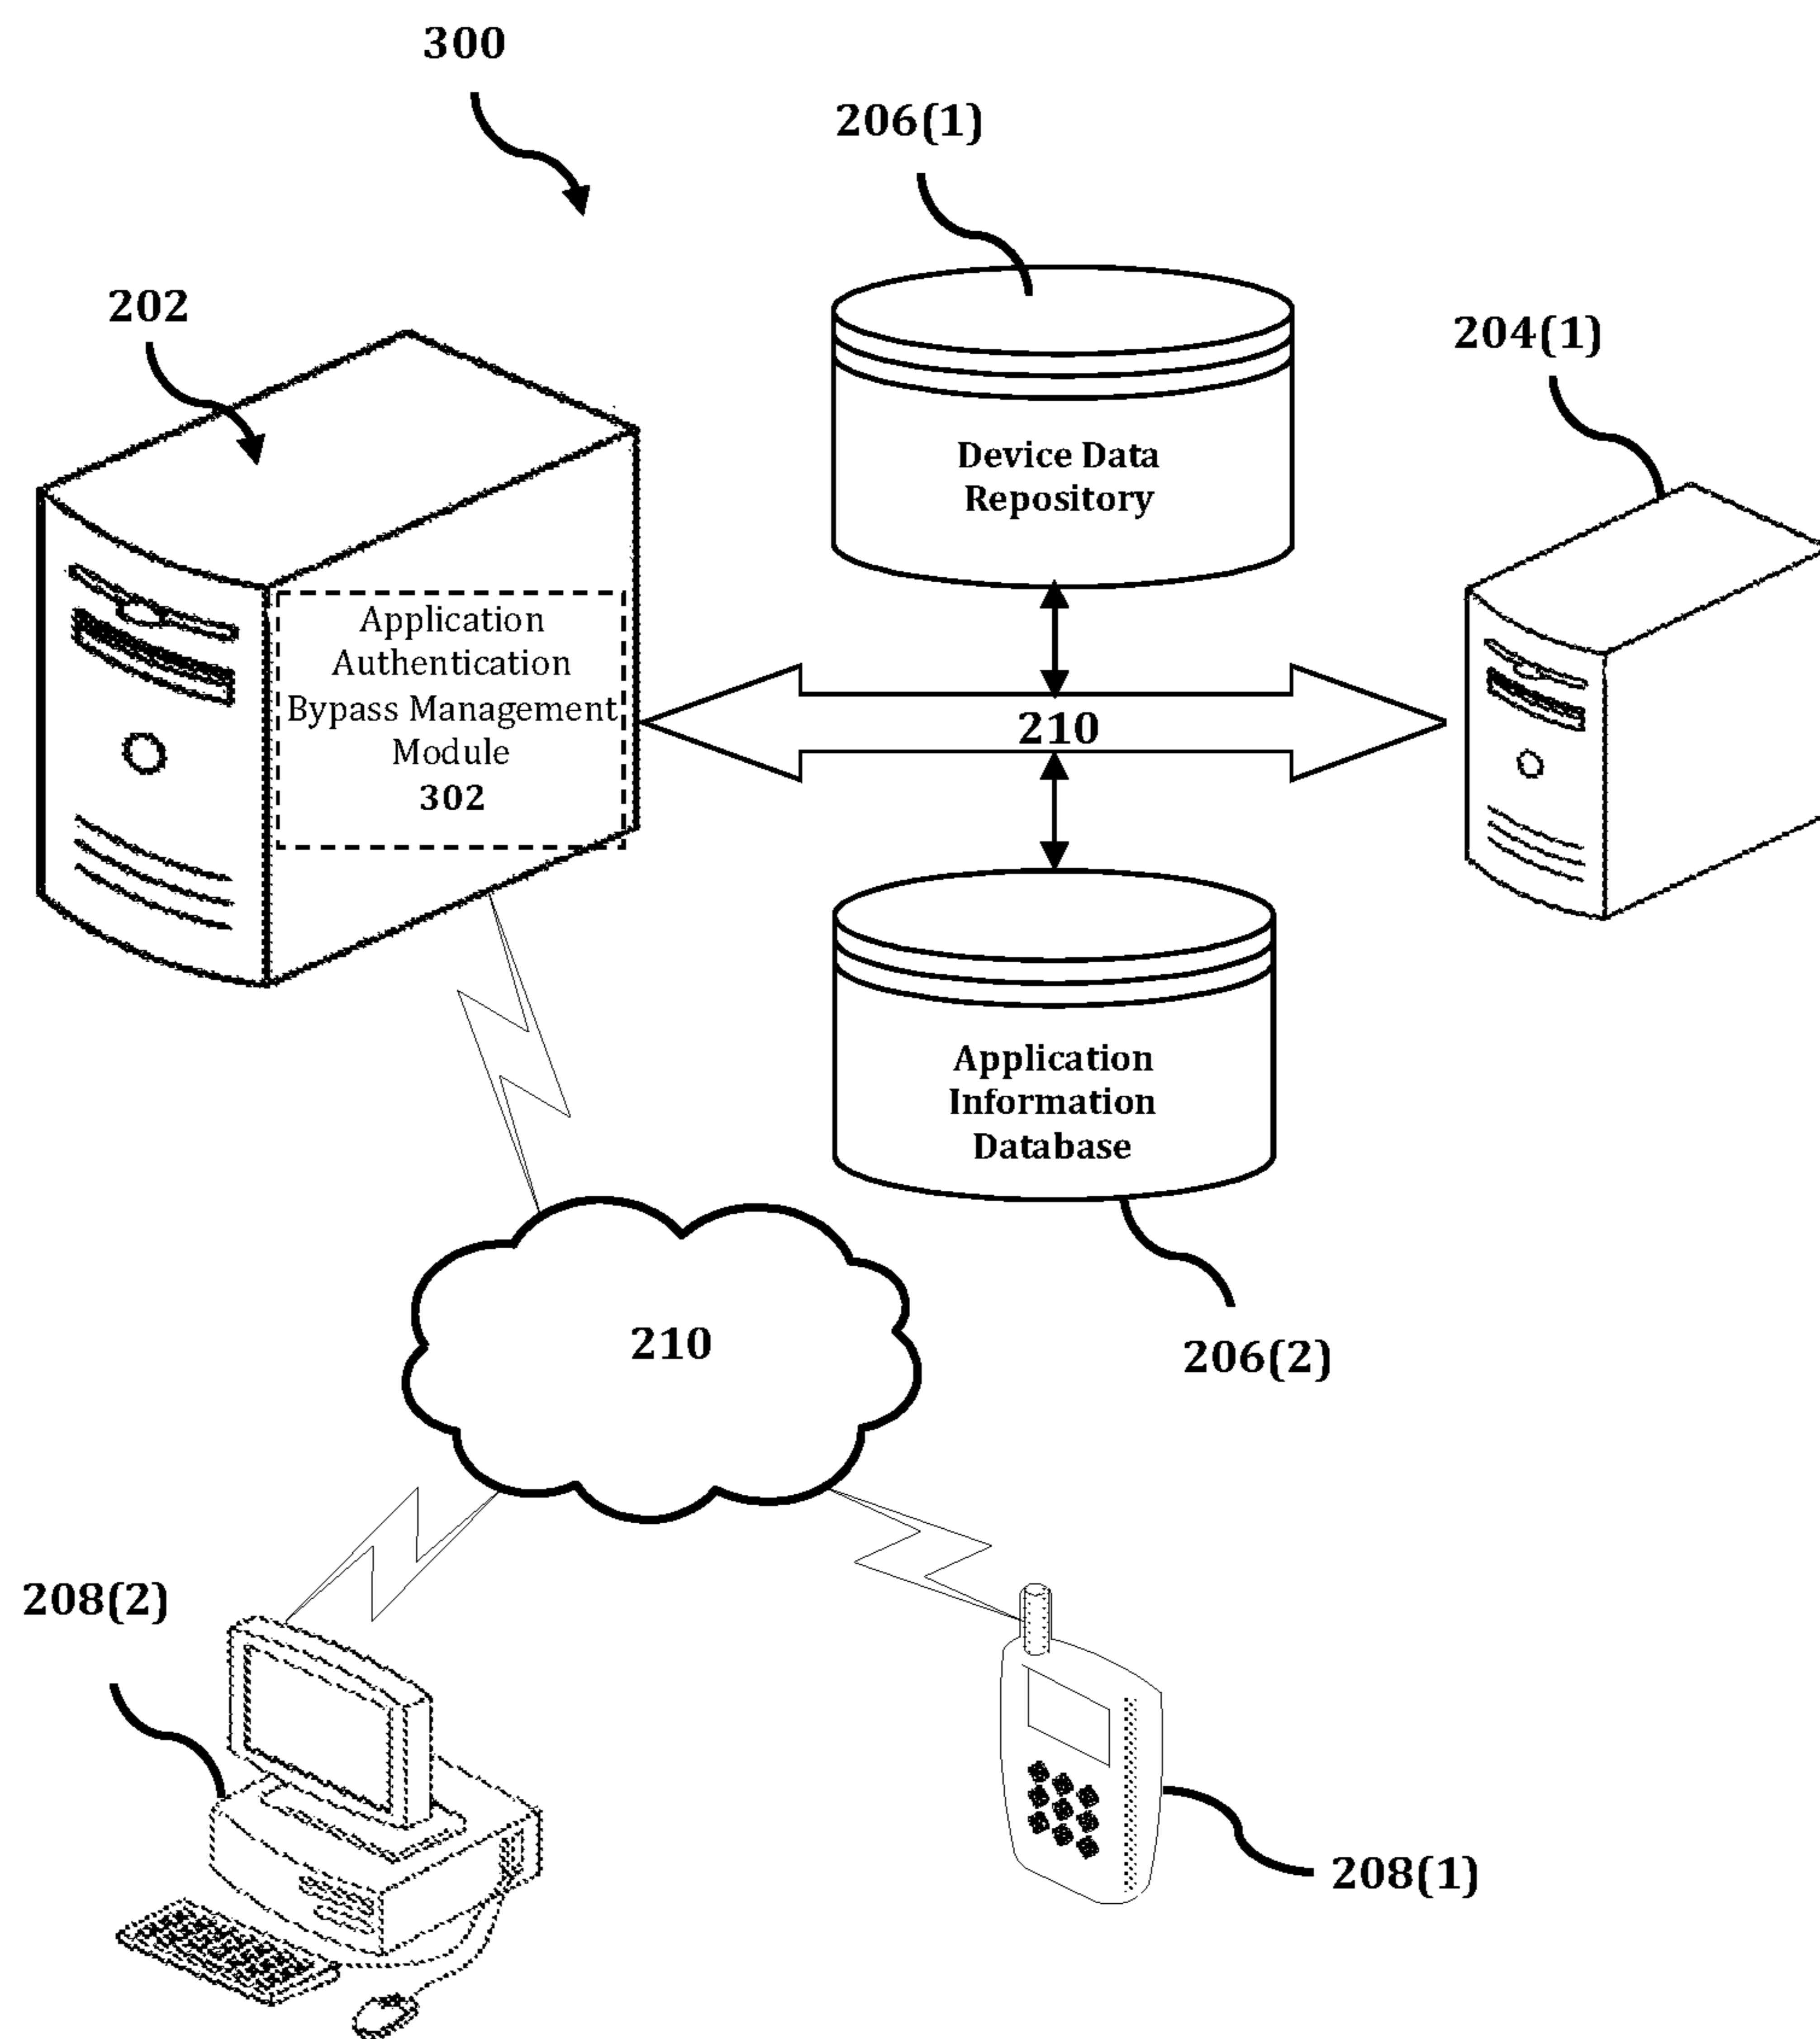 300
206(1)
202
204(1)
Device Data
Repository
Application
Authentication
Bypass Management
Module
302
210
Application
Information
Database
210
206(2)
208(2)
208(1)